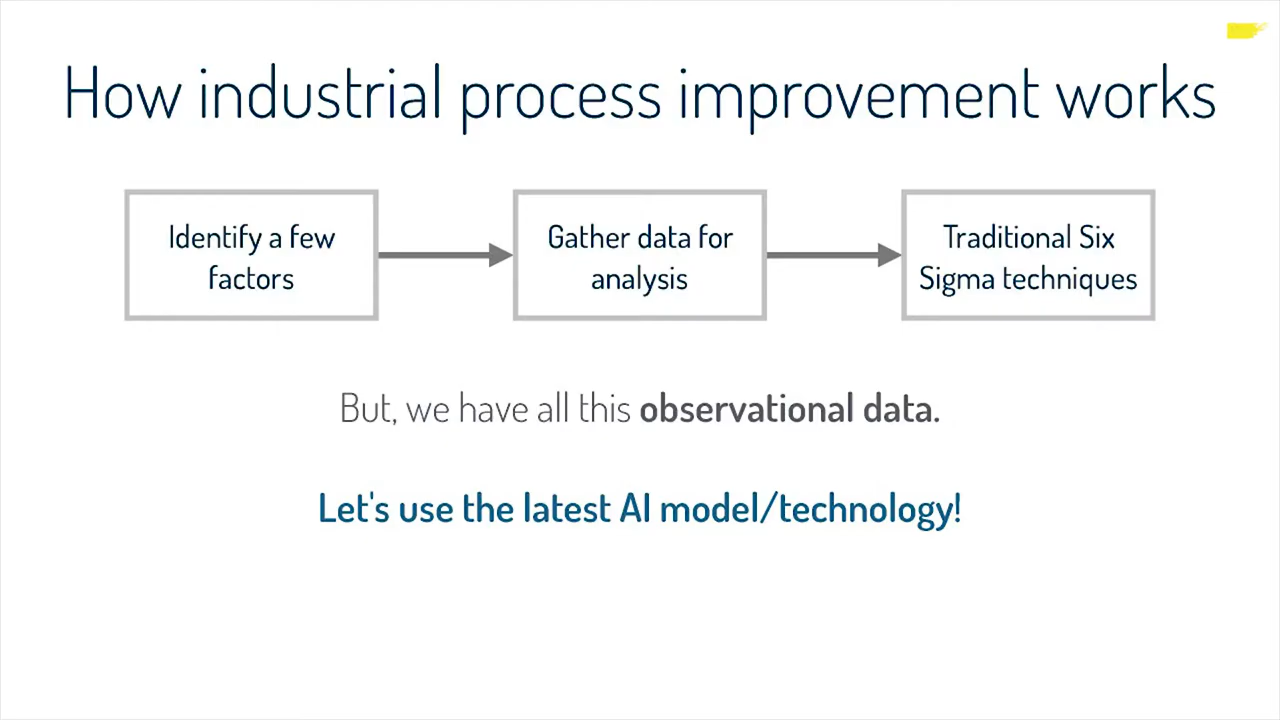 How industrial process improvement works
Identify a few
factors
Gather data for
analysis
Traditional Six
Sigma techniques
But, we have all this observational data.
Let's use the latest AI model/technology!